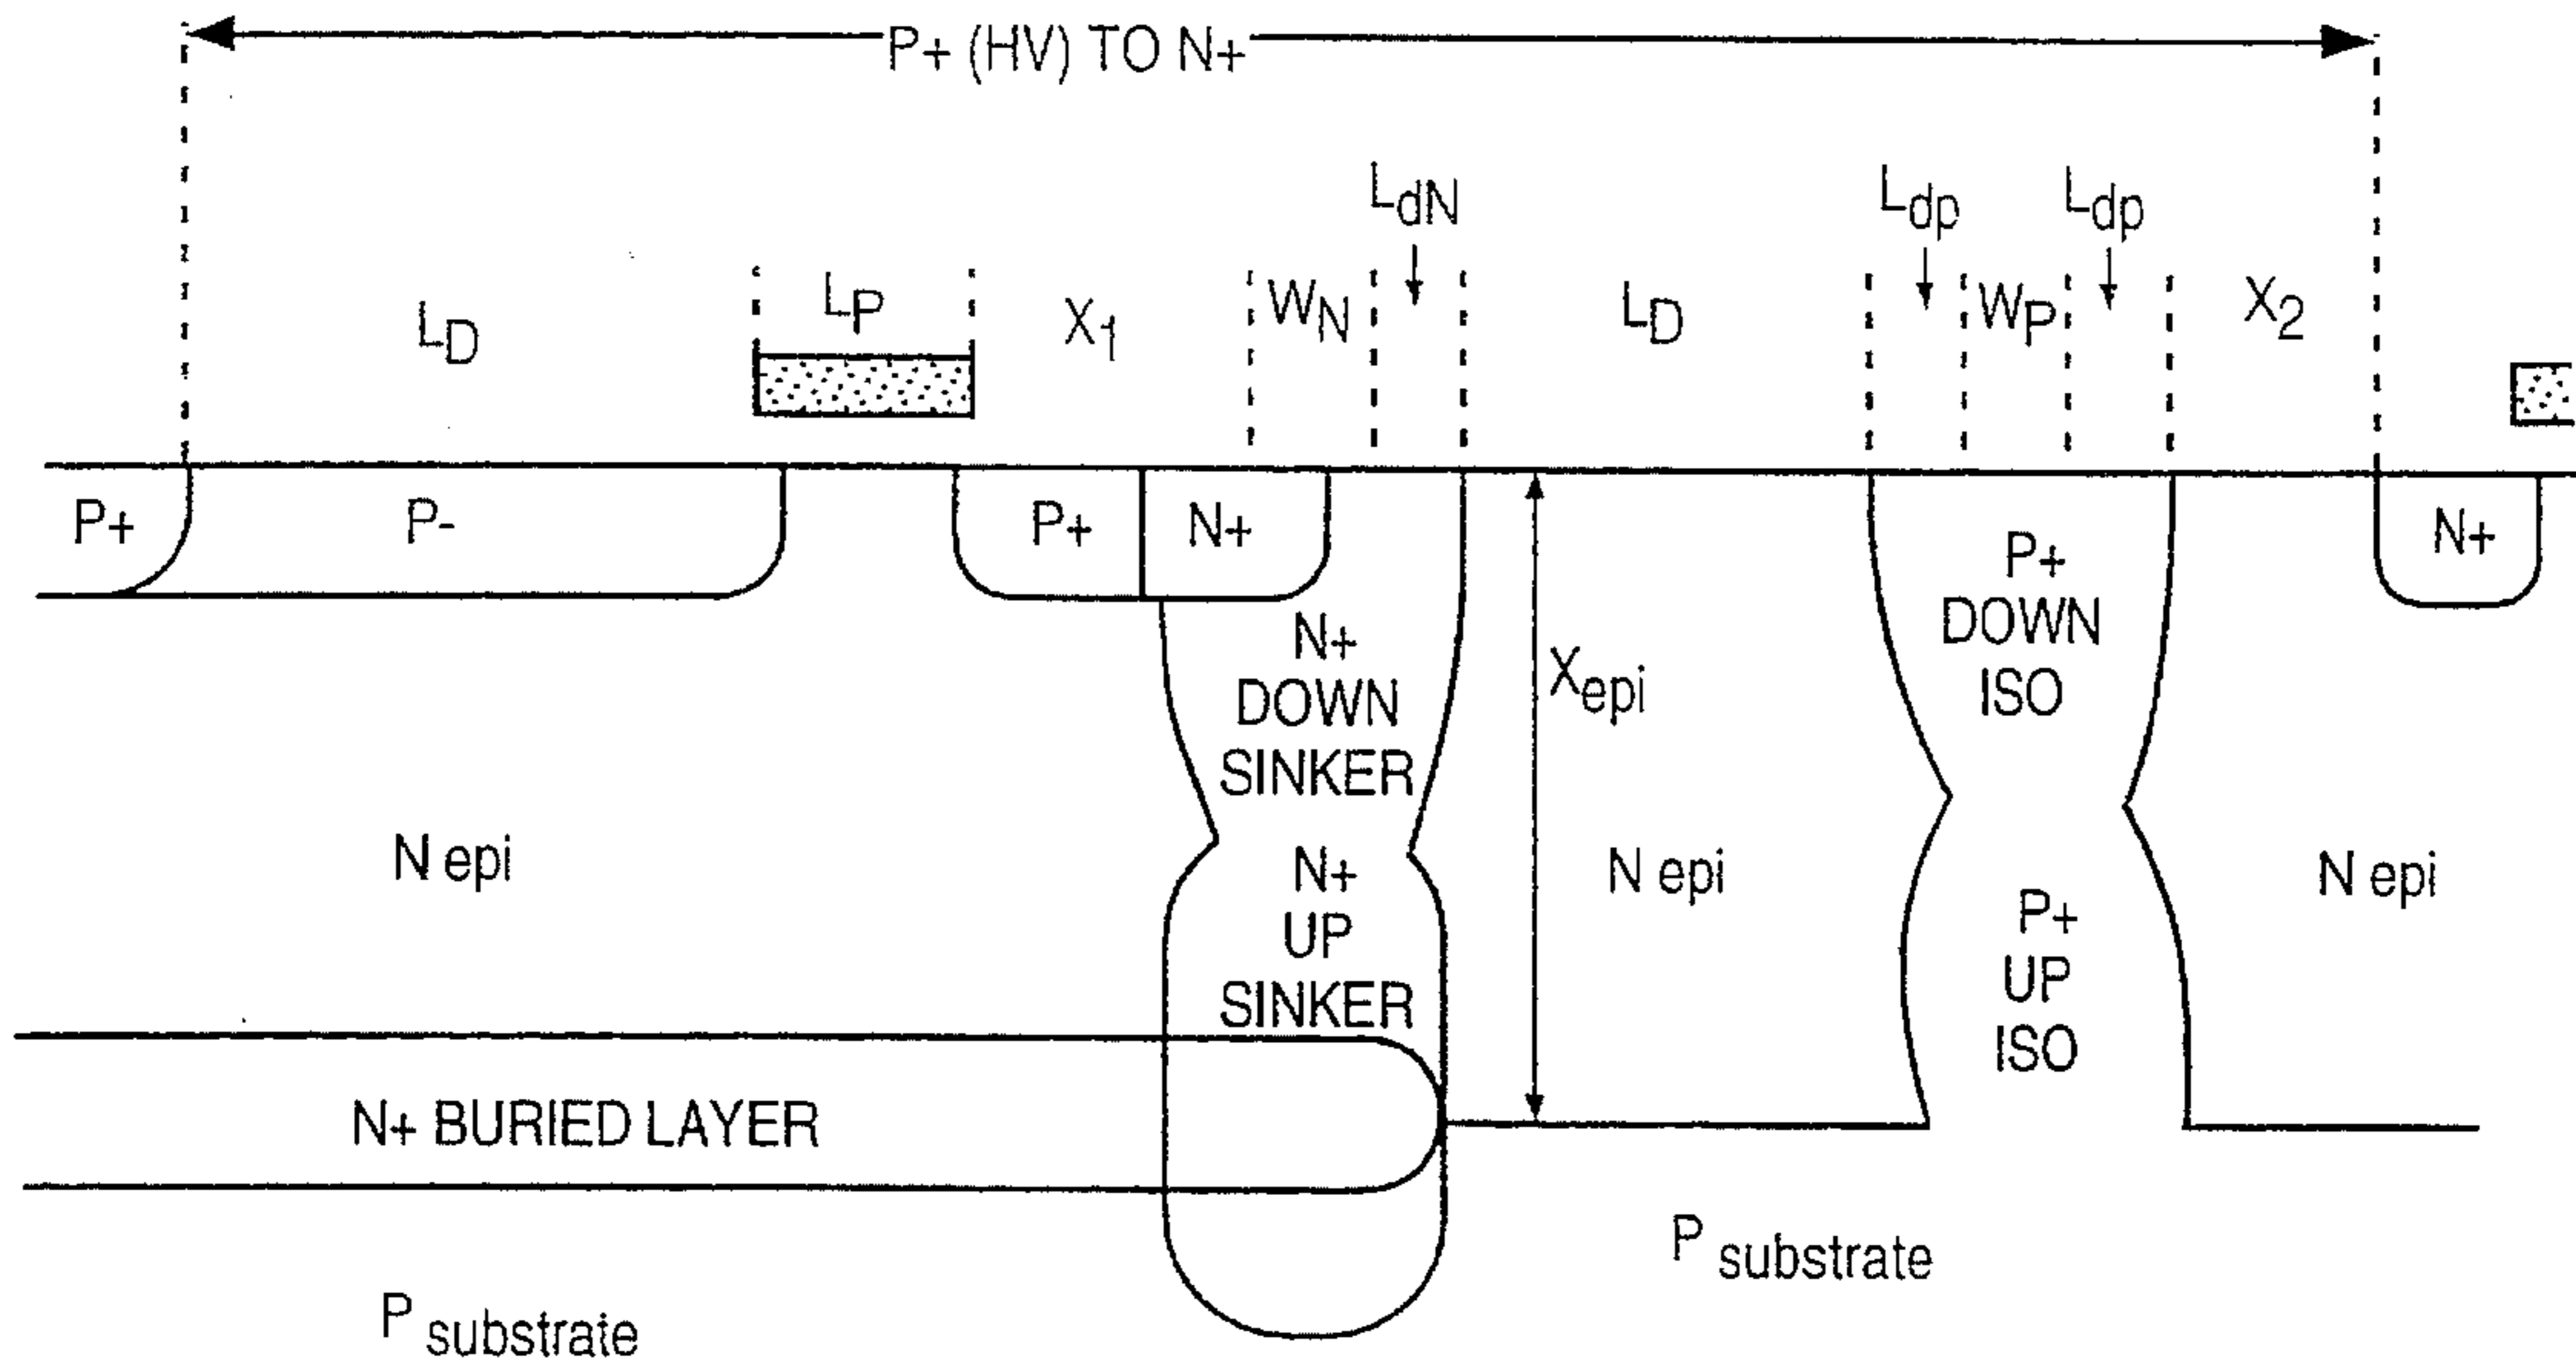 P+ (HV) TO N+
LdN
Ldp
Ldp
LD
LP
X1
WN
LD
WP
X2
P+
P-
P+
N+
N+
P+
DOWN
ISO
N+
DOWN
SINKER
Xepi
N epi
N+
UP
SINKER
N epi
P+
UP
ISO
N epi
N+ BURIED LAYER
P substrate
P substrate